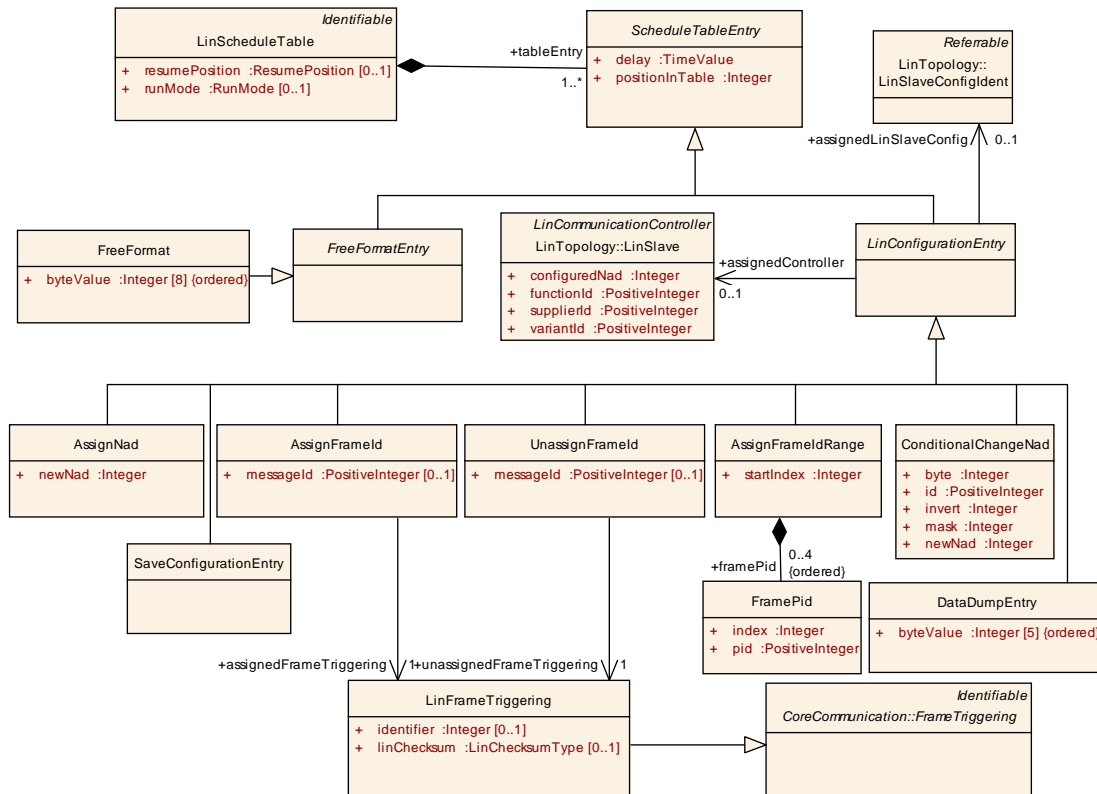 Identifiable
LinScheduleTable
+ resumePosition :ResumePosition [0..1]
+ runMode :RunMode [0..1]
+tableEntry
1..*
ScheduleTableEntry
+ delay :TimeValue
+ positionInTable :Integer
Referrable
LinTopology::
LinSlaveConfigIdent
+assignedLinSlaveConfig
0..1
FreeFormat
+ byteValue :Integer [8] {ordered}
FreeFormatEntry
LinCommunicationController
LinTopology::LinSlave
+ configuredNad :Integer
+ functionId :PositiveInteger
+ supplierId :PositiveInteger
+ variantId :PositiveInteger
+assignedController
0..1
LinConfigurationEntry
AssignNad
+ newNad :Integer
AssignFrameId
+ messageId :PositiveInteger [0..1]
UnassignFrameId
+ messageId :PositiveInteger [0..1]
AssignFrameIdRange
+ startIndex :Integer
ConditionalChangeNad
+ byte :Integer
+ id :PositiveInteger
+ invert :Integer
+ mask :Integer
+ newNad :Integer
SaveConfigurationEntry
+framePid
0..4
{ordered}
FramePid
+ index :Integer
+ pid :PositiveInteger
DataDumpEntry
+ byteValue :Integer [5] {ordered}
+assignedFrameTriggering
1
+unassignedFrameTriggering
1
LinFrameTriggering
+ identifier :Integer [0..1]
+ linChecksum :LinChecksumType [0..1]
Identifiable
CoreCommunication::FrameTriggering